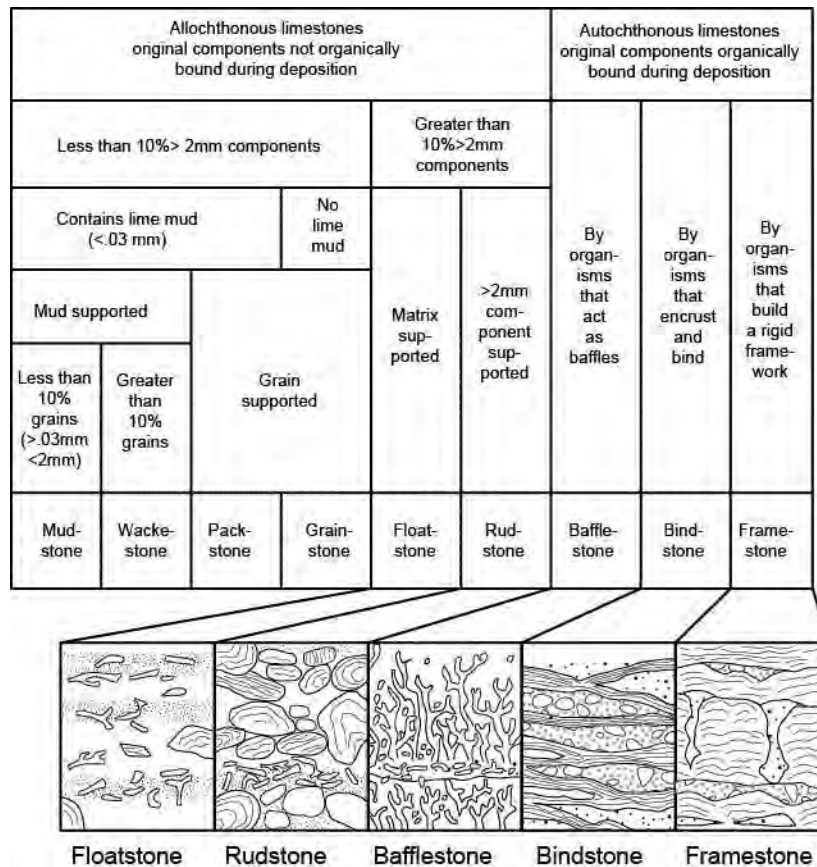 Allochthonous limestones
original components not organically
bound during deposition
Autochthonous limestones
original components organically
bound during deposition
Less than 10%> 2mm components
Greater than
10%>2mm
components
Contains lime mud
(<.03 mm)
No
lime
mud
Mud supported
Less than
10%
grains
(>.03mm
<2mm)
Greater
than
10%
grains
Grain
supported
Matrix
sup-
ported
>2mm
com-
ponent
sup-
ported
By
organ-
isms
that
act
as
baffles
By
organ-
isms
that
encrust
and
bind
By
organ-
isms
that
build
a rigid
frame-
work
Mud-
stone
Wacke-
stone
Pack-
stone
Grain-
stone
Float-
stone
Rud-
stone
Baffle-
stone
Bind-
stone
Frame-
stone
Floatstone
Rudstone
Bafflestone
Bindstone
Framestone